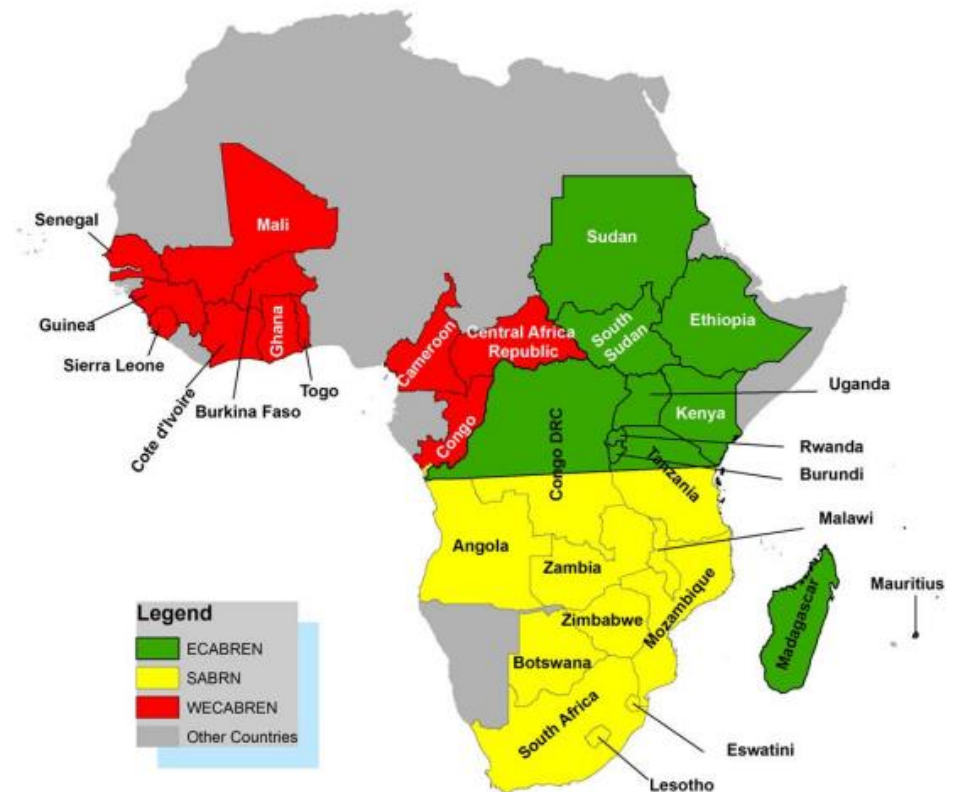 Senegal
Mali
Sudan
Guinea
Ghana
Cameroon
Central Africa
Republic
South
Sudan
Ethiopia
Sierra Leone
Togo
Uganda
Burkina Faso
Kenya
Cote d'Ivoire
Congo
Congo DRC
Rwanda
Tanzania
Burundi
Malawi
Angola
Zambia
Mauritius
Mozambique
Madagascar
Zimbabwe
Botswana
South Africa
Eswatini
Lesotho
Legend
ECABREN
SABRN
WECABREN
Other Countries